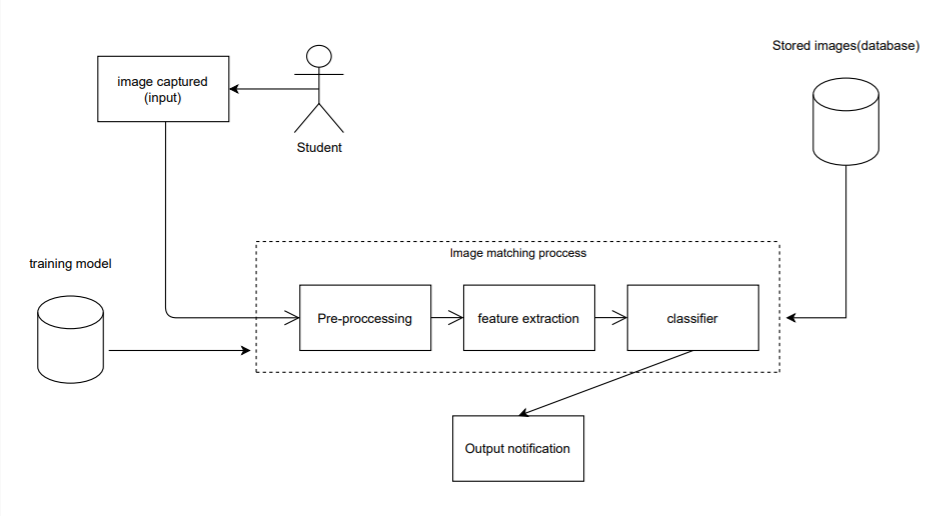 Stored images(database)
image captured
(input)
Student
training model
Image matching proccess
Pre-proccessing
feature extraction
classifier
Output notification